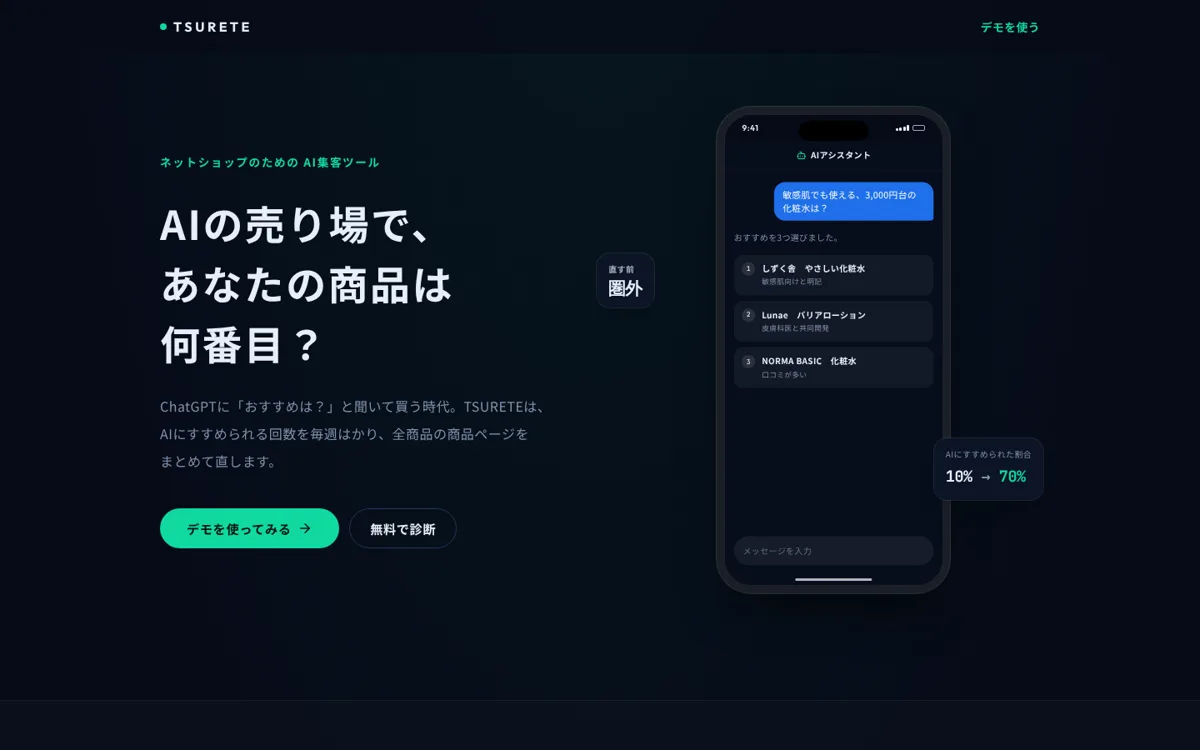 TSURETE
デモを使う
ネットショップのための AI集客ツール
AIの売り場で、
あなたの商品は
何番目？
ChatGPTに「おすすめは？」と聞いて買う時代。TSURETEは、
AIにすすめられる回数を毎週はかり、全商品の商品ページを
まとめて直します。
デモを使ってみる →
無料で診断
直す前
圏外
9:41
AIアシスタント
敏感肌でも使える、3,000円台の
化粧水は？
おすすめを3つ選びました。
1 しずく舎 やさしい化粧水
敏感肌向けと明記
2 Lunae バリアローション
皮膚科医と共同開発
3 NORMA BASIC 化粧水
口コミが多い
AIにすすめられた割合
10% → 70%
メッセージを入力